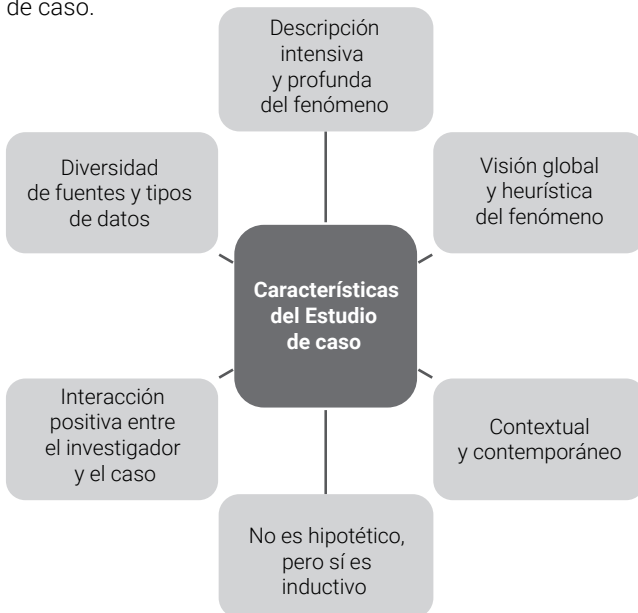 de caso.
Descripción
intensiva
y profunda
del fenómeno
Diversidad
de fuentes y tipos
de datos
Visión global
y heurística
del fenómeno
Características
del Estudio
de caso
Interacción
positiva entre
el investigador
y el caso
Contextual
y contemporáneo
No es hipotético,
pero sí es
inductivo